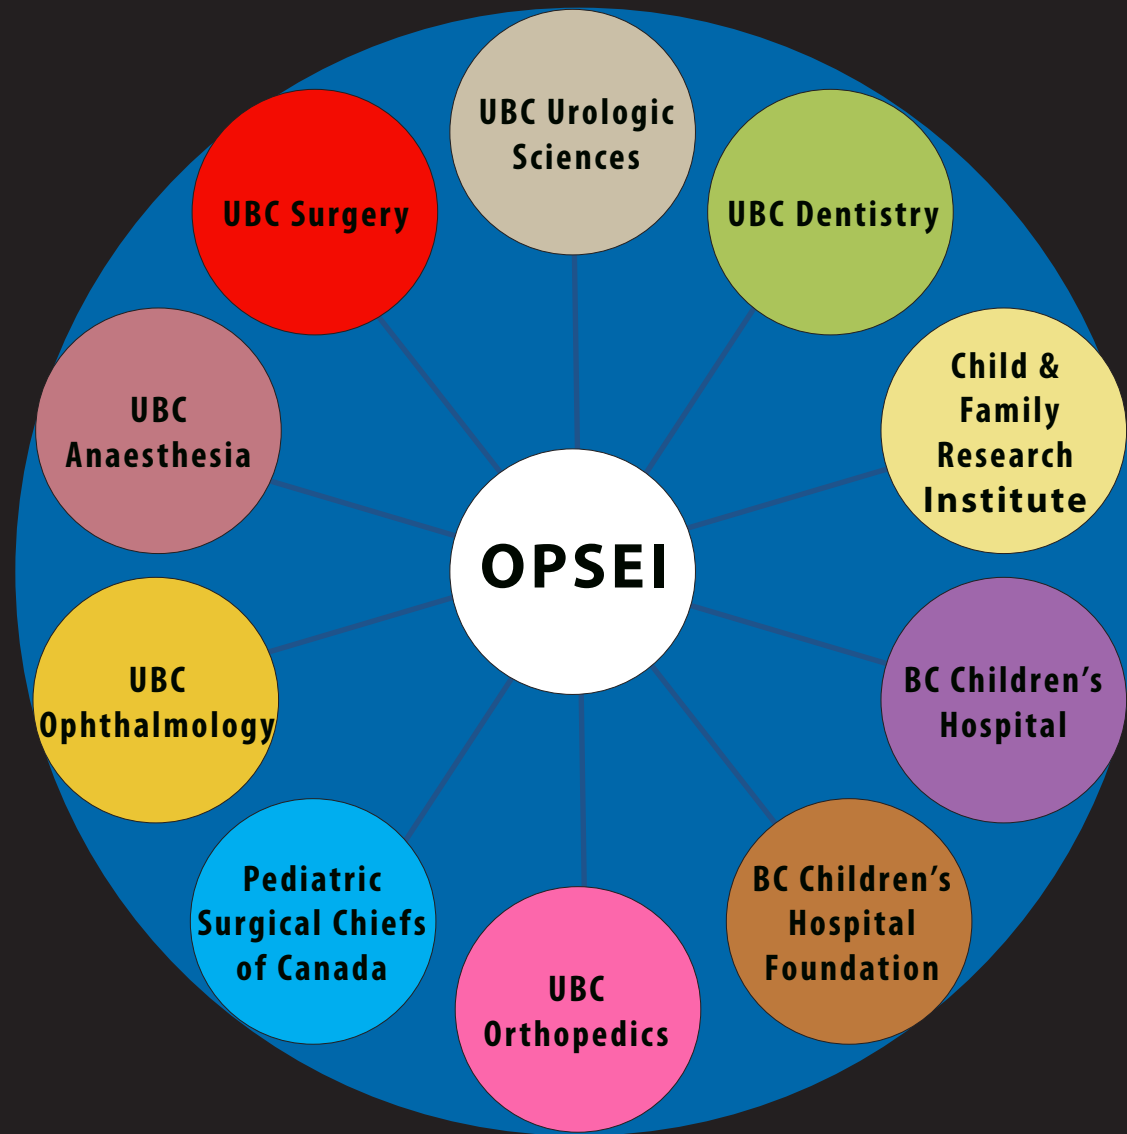 UBC Urologic
Sciences
UBC Surgery
UBC Dentistry
Child &
Family
Research
Institute
UBC
Anaesthesia
OPSEI
UBC
Ophthalmology
BC Children’s
Hospital
Pediatric
Surgical Chiefs
of Canada
BC Children’s
Hospital
Foundation
UBC
Orthopedics